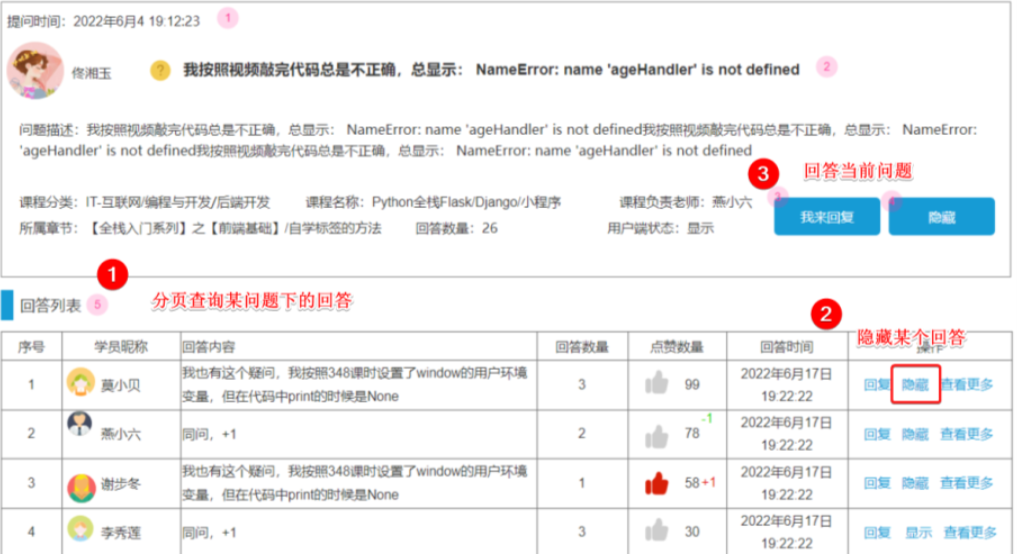 提问时间：2022年6月4 19:12:23 1
佟湘玉 ? 我按照视频敲完代码总是不正确，总显示： NameError: name 'ageHandler' is not defined 2
问题描述：我按照视频敲完代码总是不正确，总显示： NameError: name 'ageHandler' is not defined我按照视频敲完代码总是不正确，总显示： NameError:
'ageHandler' is not defined我按照视频敲完代码总是不正确，总显示： NameError: name 'ageHandler' is not defined
3 回答当前问题
课程分类：IT-互联网/编程与开发/后端开发 课程名称：Python全栈Flask/Django/小程序 课程负责老师：燕小六
我来回复 隐藏
所属章节：【全栈入门系列】之【前端基础】/自学标签的方法 回答数量：26 用户端状态：显示
1
回答列表 5 分页查询某问题下的回答
2 隐藏某个回答
序号 学员昵称 回答内容 回答数量 点赞数量 回答时间 操作
1 莫小贝 我也有这个疑问，我按照348课时设置了window的用户环境 3 99 2022年6月17日 回复 隐藏 查看更多
变量，但在代码中print的时候是None 19:22:22
2 燕小六 同问，+1 2 78 -1 2022年6月17日 回复 隐藏 查看更多
19:22:22
3 谢步冬 我也有这个疑问，我按照348课时设置了window的用户环境 1 58 +1 2022年6月17日 回复 隐藏 查看更多
变量，但在代码中print的时候是None 19:22:22
4 李秀莲 同问，+1 3 30 2022年6月17日 回复 显示 查看更多
19:22:22